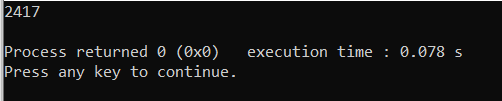 2417
Process returned 0 (0x0)   execution time : 0.078 s
Press any key to continue.